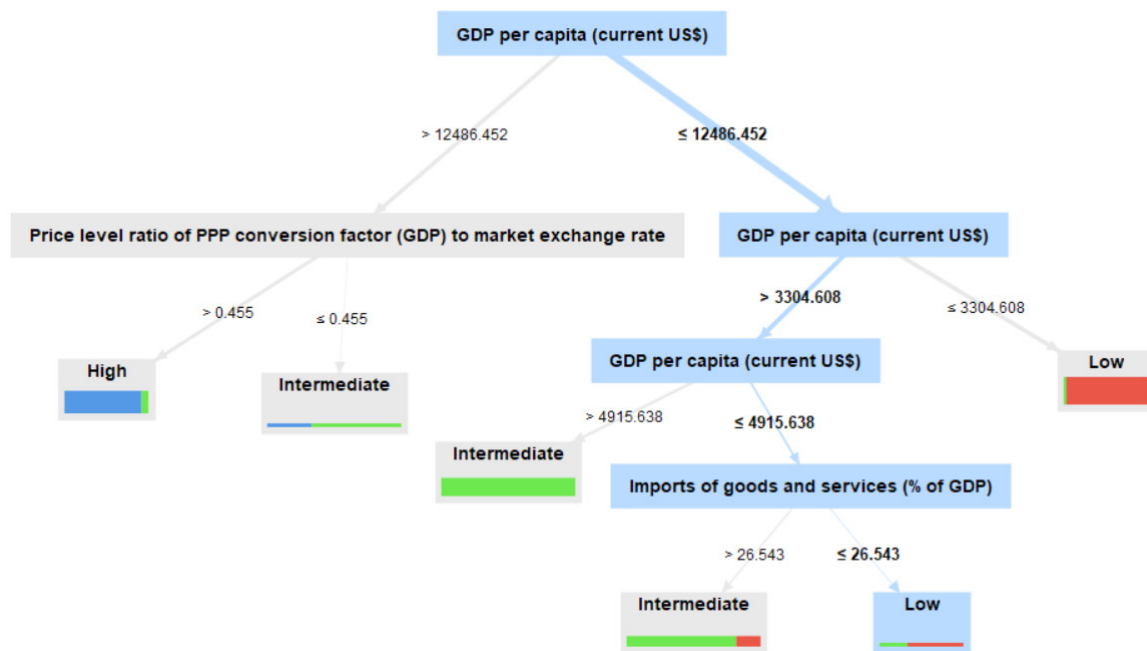 GDP per capita (current US$)
> 12486.452
≤ 12486.452
Price level ratio of PPP conversion factor (GDP) to market exchange rate
GDP per capita (current US$)
> 0.455
≤ 0.455
> 3304.608
≤ 3304.608
High
Intermediate
GDP per capita (current US$)
Low
> 4915.638
≤ 4915.638
Intermediate
Imports of goods and services (% of GDP)
> 26.543
≤ 26.543
Intermediate
Low